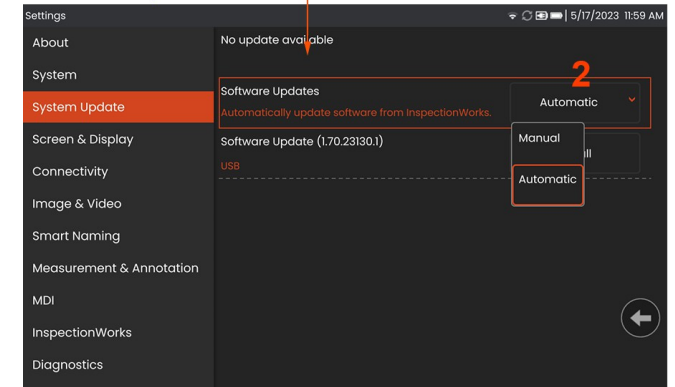 Settings
5/17/2023 11:59 AM
About
No update available
System
2
System Update
Software Updates
Automatically update software from InspectionWorks.
Automatic
Screen & Display
Software Update (1.70.23130.1)
USB
Manual
Automatic
Connectivity
Image & Video
Smart Naming
Measurement & Annotation
MDI
InspectionWorks
Diagnostics